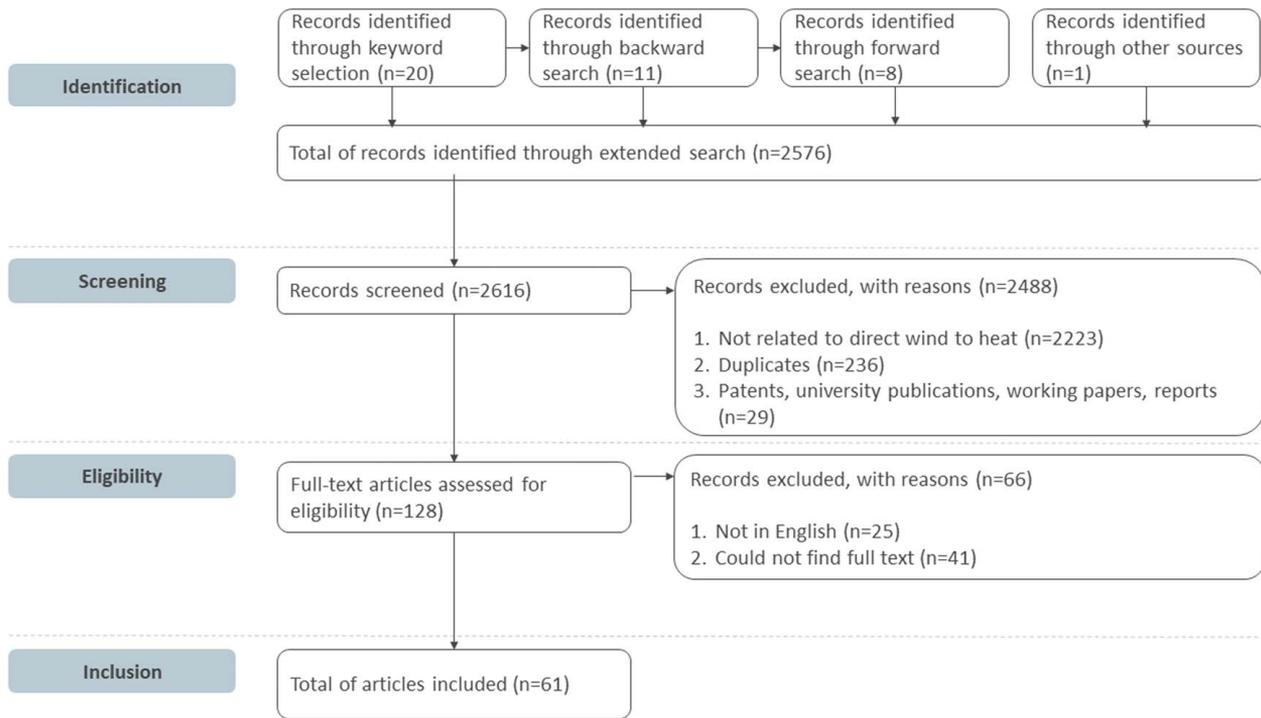 Identification
Records identified
through keyword
selection (n=20)
Records identified
through backward
search (n=11)
Records identified
through forward
search (n=8)
Records identified
through other sources
(n=1)
Total of records identified through extended search (n=2576)
Screening
Records screened (n=2616)
Records excluded, with reasons (n=2488)
1. Not related to direct wind to heat (n=2223)
2. Duplicates (n=236)
3. Patents, university publications, working papers, reports
(n=29)
Eligibility
Full-text articles assessed for
eligibility (n=128)
Records excluded, with reasons (n=66)
1. Not in English (n=25)
2. Could not find full text (n=41)
Inclusion
Total of articles included (n=61)